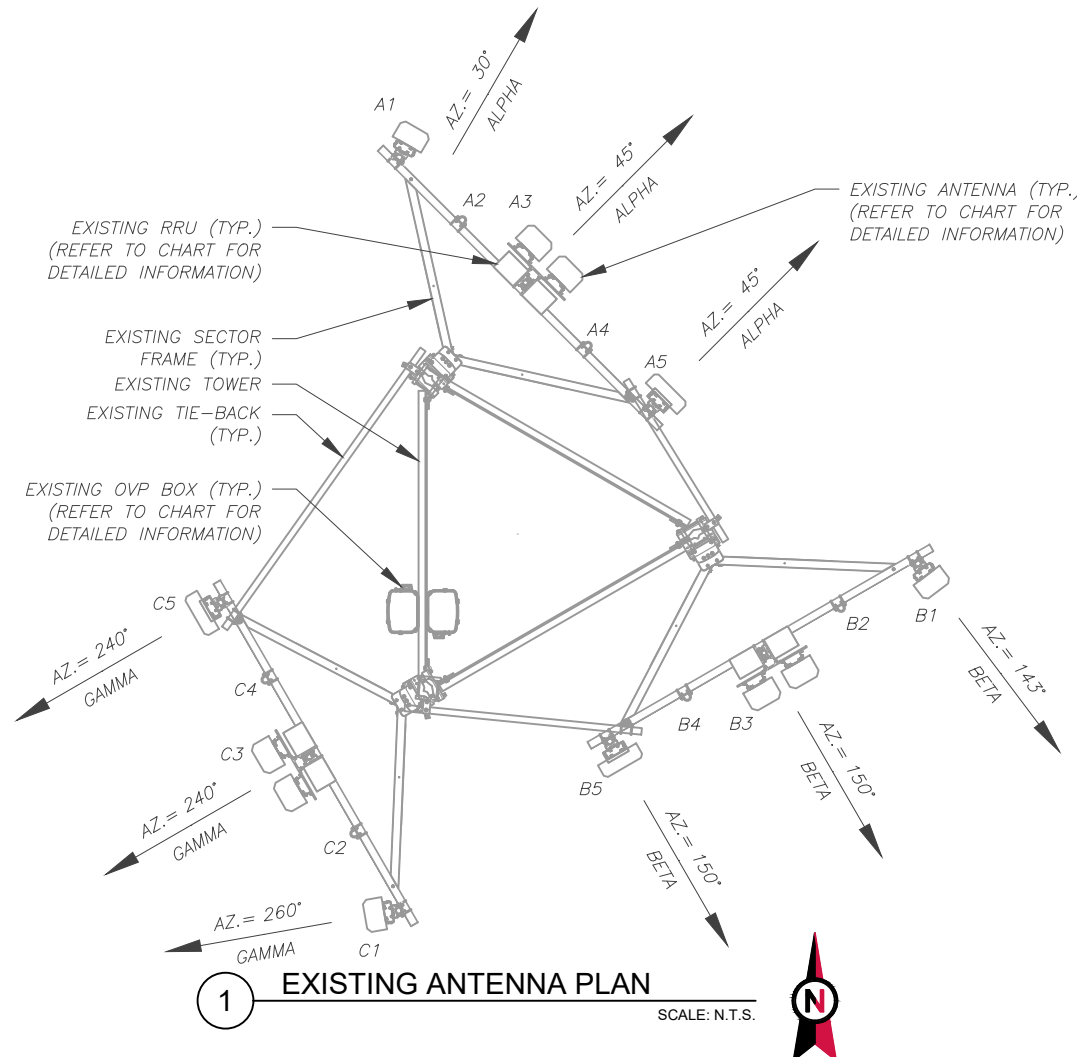 A1
AZ.= 30°
ALPHA
A2
A3
AZ.= 45°
ALPHA
EXISTING ANTENNA (TYP.)
(REFER TO CHART FOR
DETAILED INFORMATION)
EXISTING RRU (TYP.)
(REFER TO CHART FOR
DETAILED INFORMATION)
A4
A5
AZ.= 45°
ALPHA
EXISTING SECTOR
FRAME (TYP.)
EXISTING TOWER
EXISTING TIE-BACK
(TYP.)
EXISTING OVP BOX (TYP.)
(REFER TO CHART FOR
DETAILED INFORMATION)
C5
AZ.= 240°
GAMMA
C4
C3
AZ.= 240°
GAMMA
C2
AZ.= 260°
GAMMA
C1
B1
B2
AZ.= 143°
BETA
B3
B4
AZ.= 150°
BETA
B5
AZ.= 150°
BETA
1
EXISTING ANTENNA PLAN
SCALE: N.T.S.
N